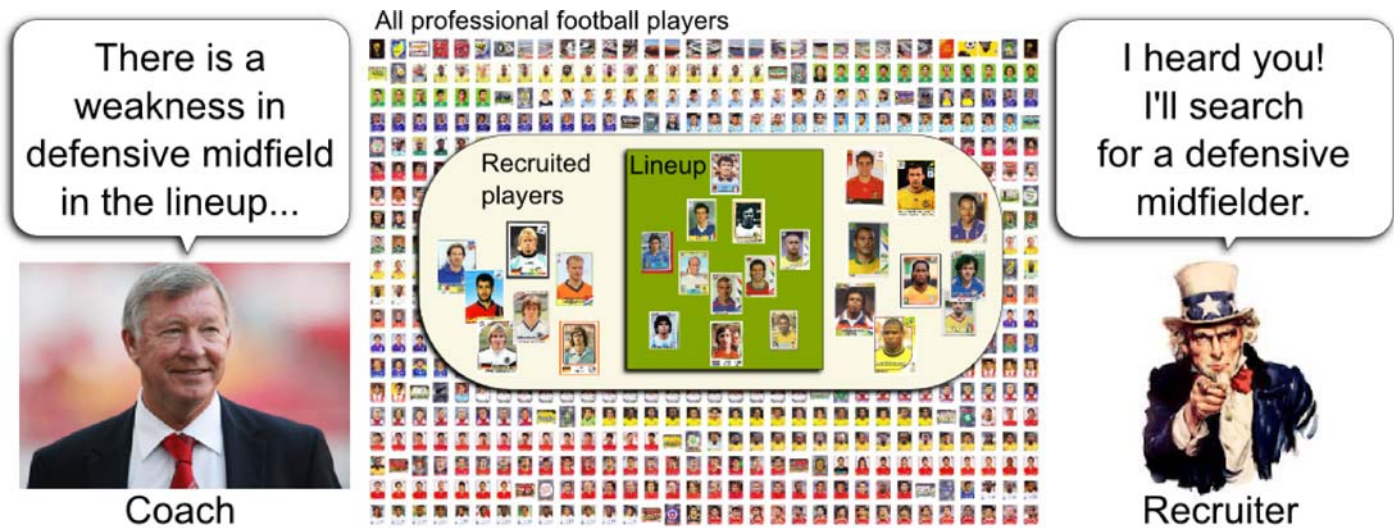 There is a
weakness in
defensive midfield
in the lineup...
Coach
All professional football players
Recruited
players
Lineup
I heard you!
I'll search
for a defensive
midfielder.
Recruiter